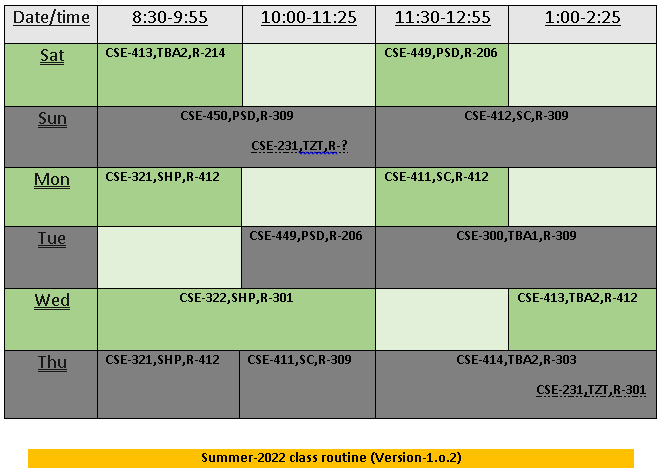 Date/time 8:30-9:55 10:00-11:25 11:30-12:55 1:00-2:25
Sat CSE-413,TBA2,R-214 CSE-449,PSD,R-206
Sun CSE-450,PSD,R-309 CSE-412,SC,R-309
CSE-231,TZT,R-?
Mon CSE-321,SHP,R-412 CSE-411,SC,R-412
Tue CSE-449,PSD,R-206 CSE-300,TBA1,R-309
Wed CSE-322,SHP,R-301 CSE-413,TBA2,R-412
Thu CSE-321,SHP,R-412 CSE-411,SC,R-309 CSE-414,TBA2,R-303
CSE-231,TZT,R-301
Summer-2022 class routine (Version-1.o.2)